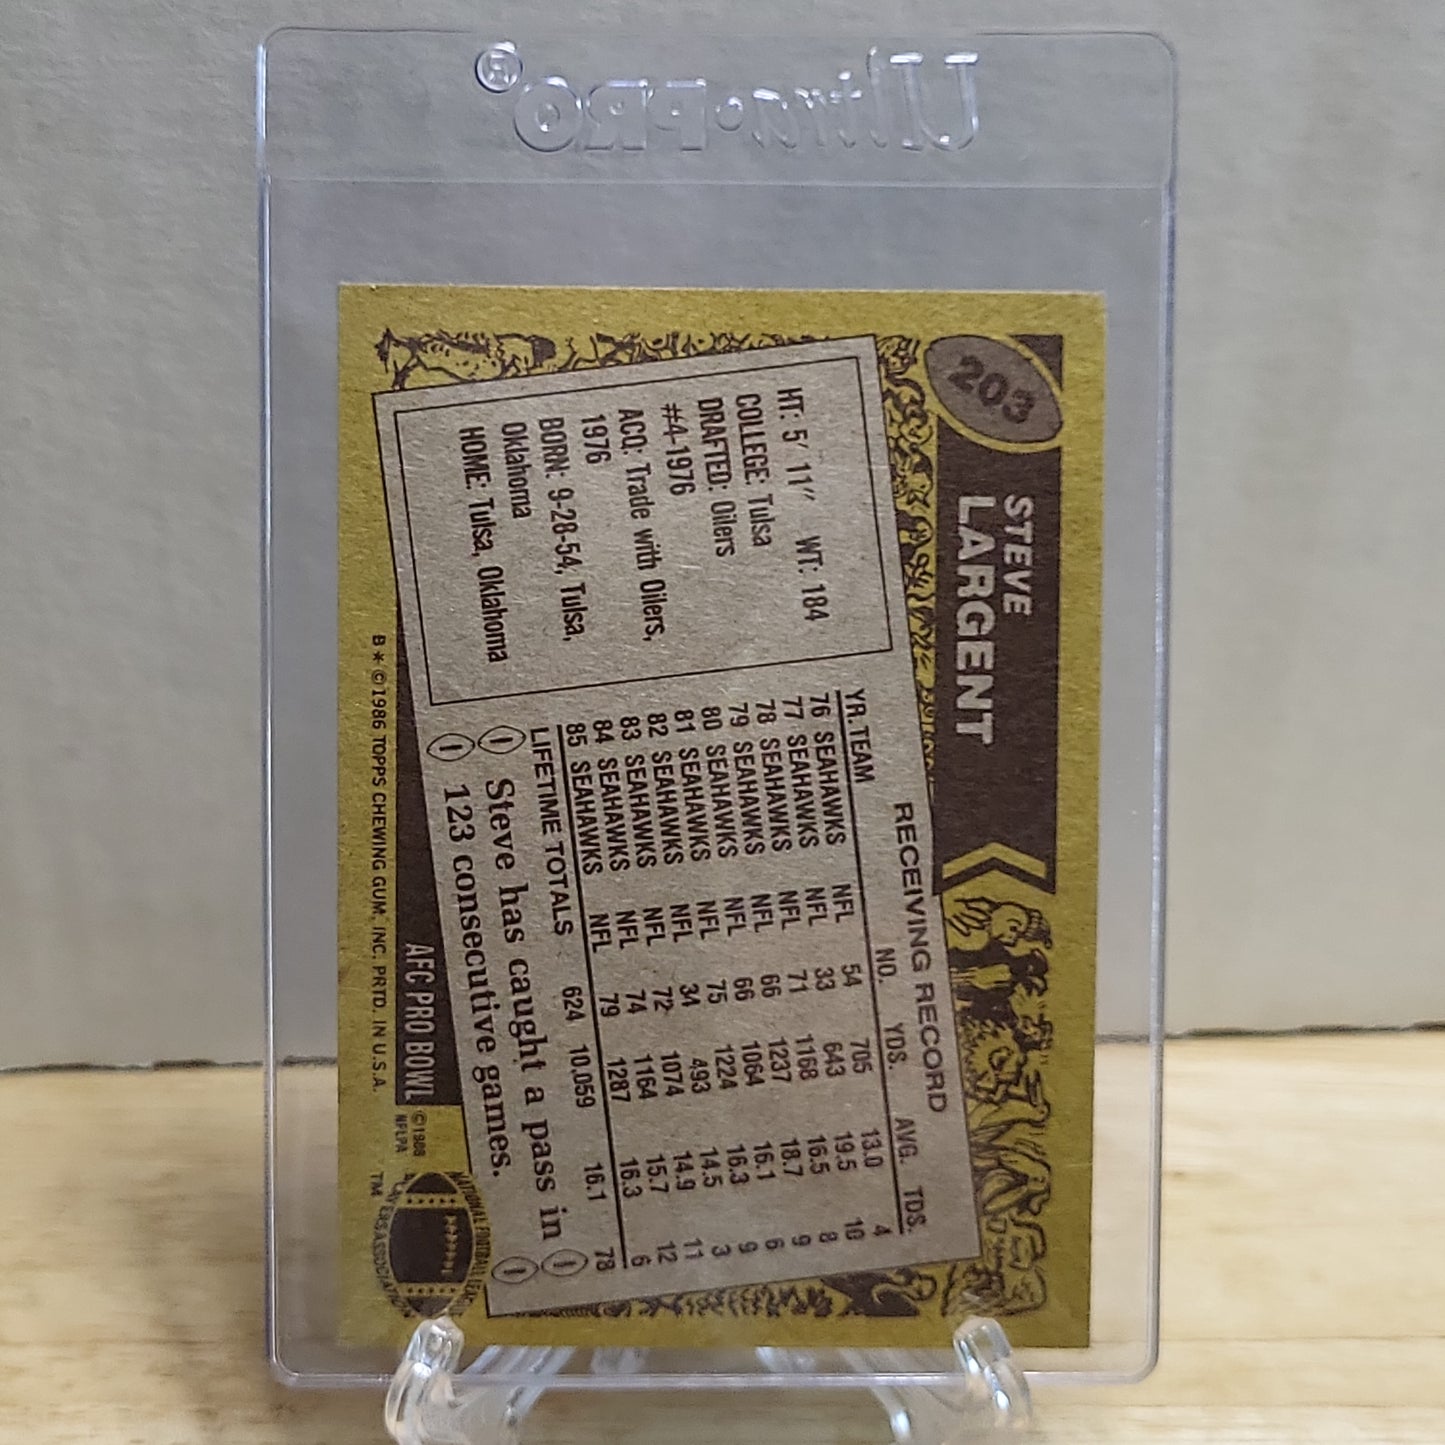 Ultra•PRO®
203
STEVE
LARGENT
HT: 5' 11" WT: 184
COLLEGE: Tulsa
DRAFTED: Oilers
#4-1976
ACQ: Trade with Oilers,
1976
BORN: 9-28-54, Tulsa,
Oklahoma
HOME: Tulsa, Oklahoma
RECEIVING RECORD
YR. TEAM NO. YDS. AVG. TDS.
76 SEAHAWKS NFL 54 705 13.0 4
77 SEAHAWKS NFL 33 643 19.5 10
78 SEAHAWKS NFL 71 1168 16.5 8
79 SEAHAWKS NFL 66 1237 18.7 9
80 SEAHAWKS NFL 66 1064 16.1 6
81 SEAHAWKS NFL 75 1224 16.3 9
82 SEAHAWKS NFL 34 493 14.5 3
83 SEAHAWKS NFL 72 1074 14.9 11
84 SEAHAWKS NFL 74 1164 15.7 12
85 SEAHAWKS NFL 79 1287 16.3 6
LIFETIME TOTALS 624 10,059 16.1 78
Steve has caught a pass in
123 consecutive games.
AFC PRO BOWL
©1986
NFLPA
B * ©1986 TOPPS CHEWING GUM, INC. PRTD. IN U.S.A.
NATIONAL FOOTBALL LEAGUE
PLAYERS ASSOCIATION
TM